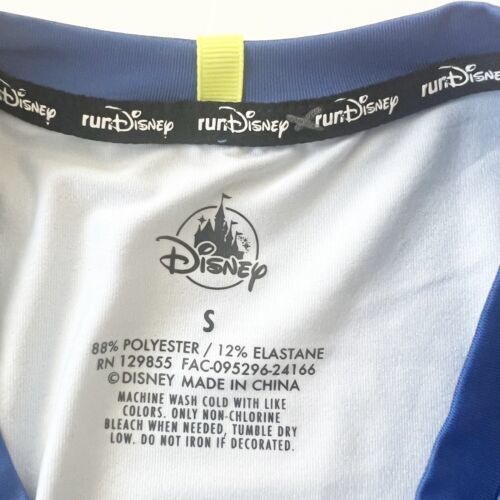 runDisney runDisney runDisney runDisney
Disney
S
88% POLYESTER / 12% ELASTANE
RN 129855 FAC-095296-24166
© DISNEY MADE IN CHINA
MACHINE WASH COLD WITH LIKE
COLORS. ONLY NON-CHLORINE
BLEACH WHEN NEEDED, TUMBLE DRY
LOW. DO NOT IRON IF DECORATED.